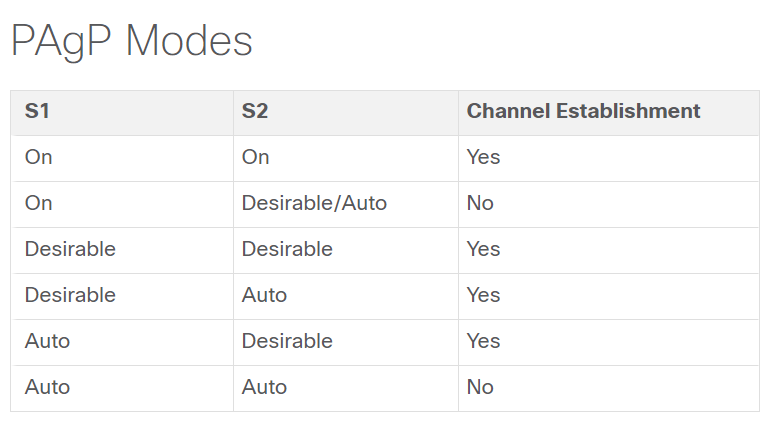 PAgP Modes
S1 S2 Channel Establishment
On On Yes
On Desirable/Auto No
Desirable Desirable Yes
Desirable Auto Yes
Auto Desirable Yes
Auto Auto No